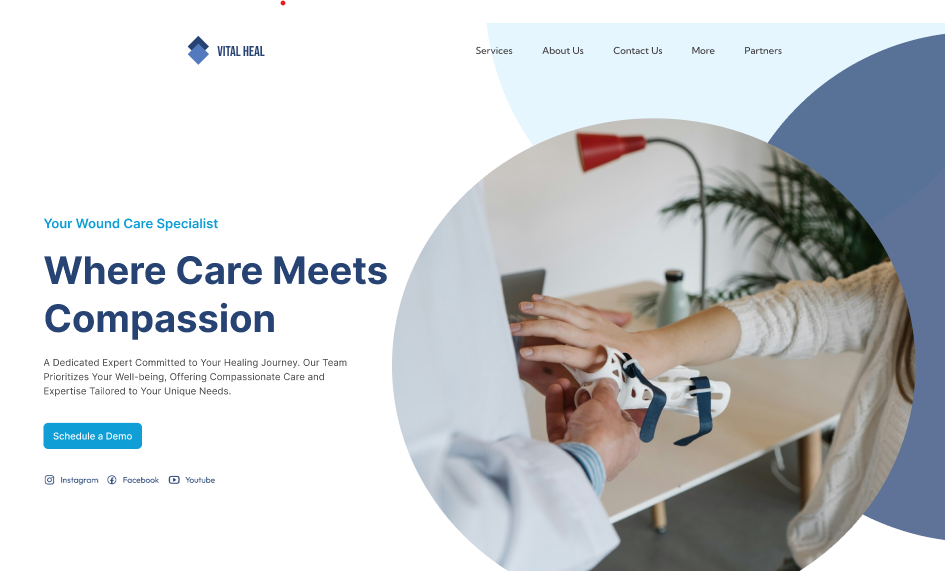 VITAL HEAL
Services About Us Contact Us More Partners
Your Wound Care Specialist
Where Care Meets
Compassion
A Dedicated Expert Committed to Your Healing Journey. Our Team
Prioritizes Your Well-being, Offering Compassionate Care and
Expertise Tailored to Your Unique Needs.
Schedule a Demo
Instagram Facebook Youtube